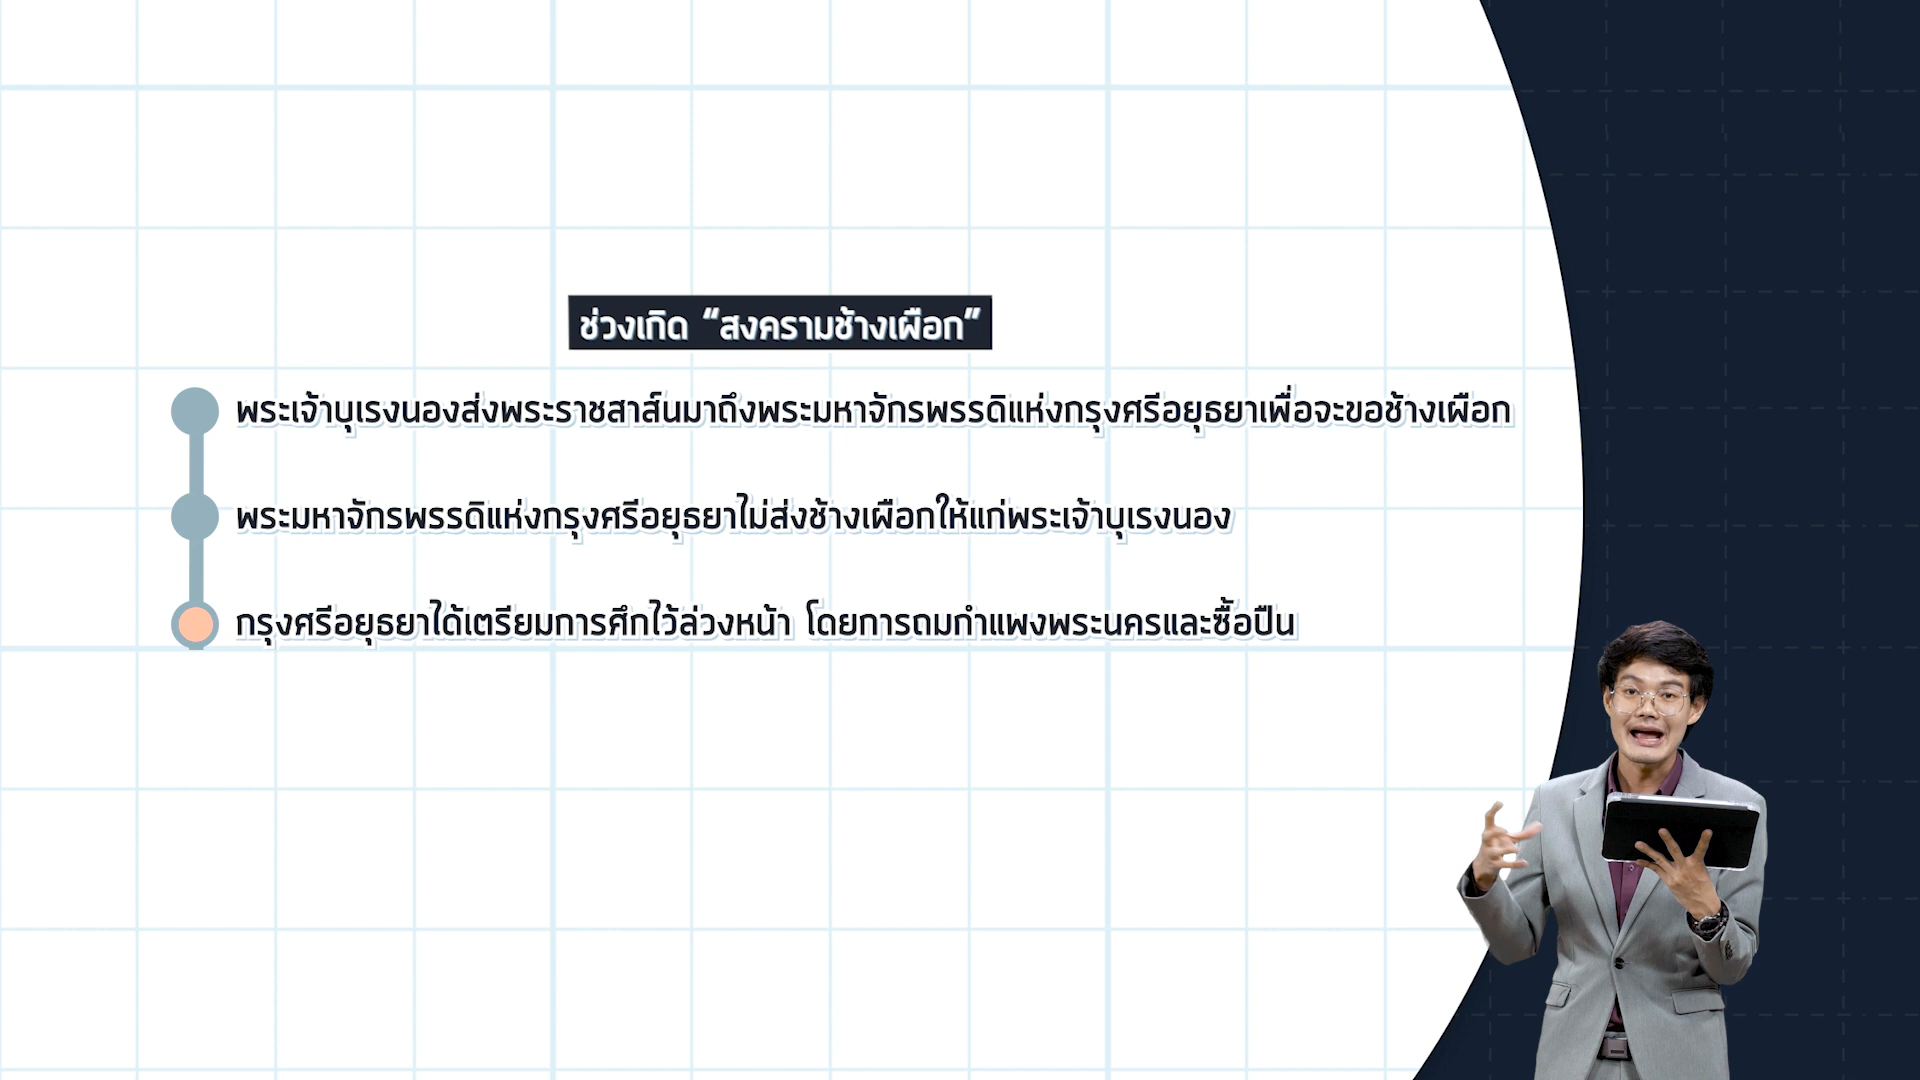 ช่วงเกิด “สงครามช้างเผือก”
พระเจ้าบุเรงนองส่งพระราชสาส์นมาถึงพระมหาจักรพรรดิแห่งกรุงศรีอยุธยาเพื่อจะขอช้างเผือก
พระมหาจักรพรรดิแห่งกรุงศรีอยุธยาไม่ส่งช้างเผือกให้แก่พระเจ้าบุเรงนอง
กรุงศรีอยุธยาได้เตรียมการศึกไว้ล่วงหน้า โดยการถมกำแพงพระนครและซื้อปืน